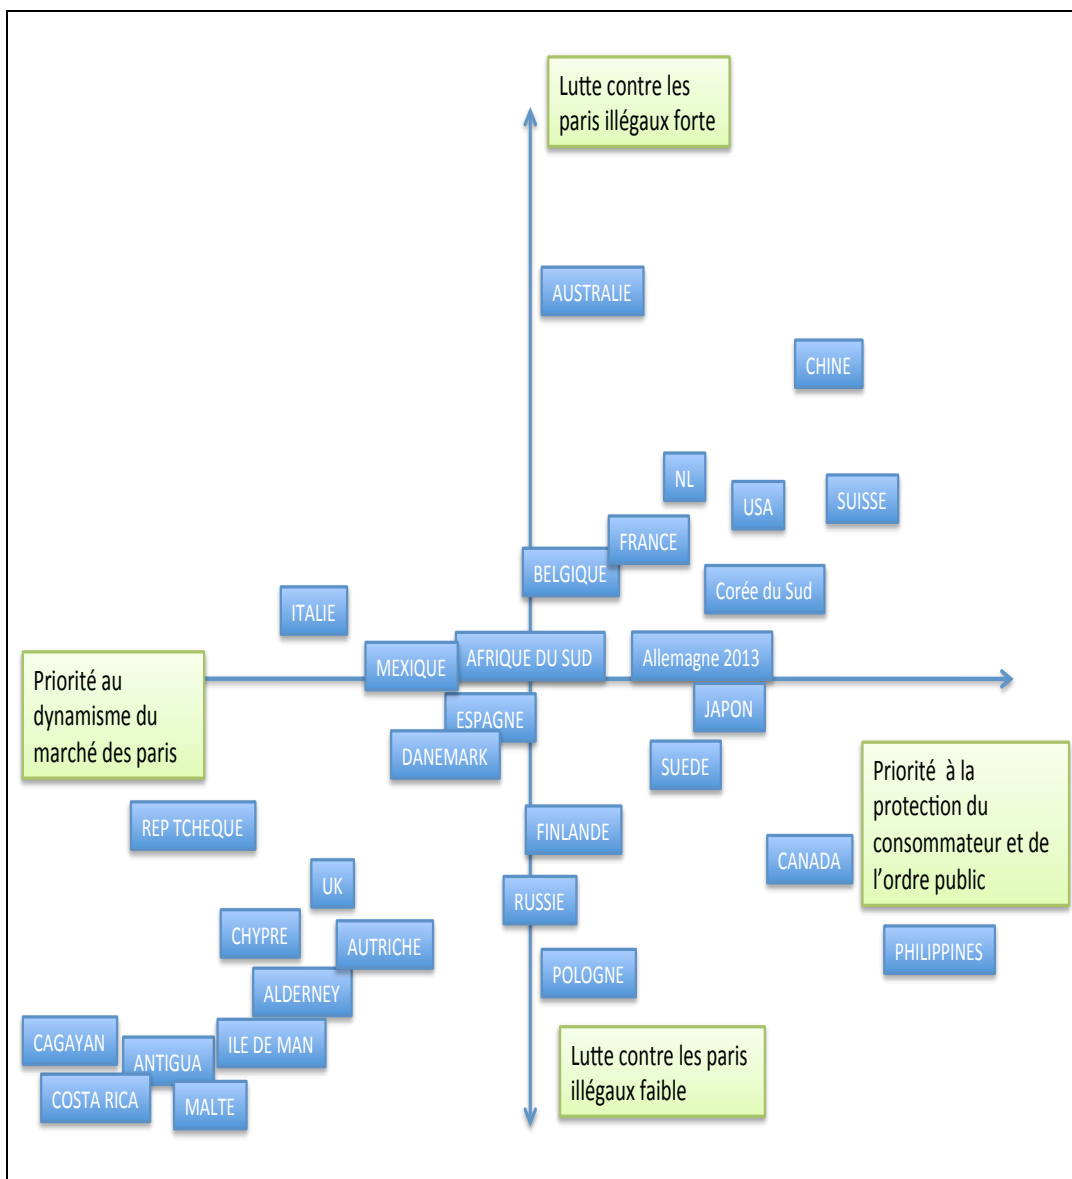 Lutte contre les
paris illégaux forte
AUSTRALIE
CHINE
NL
USA
SUISSE
FRANCE
BELGIQUE
Corée du Sud
ITALIE
MEXIQUE
AFRIQUE DU SUD
Allemagne 2013
Priorité au
dynamisme du
marché des paris
JAPON
ESPAGNE
DANEMARK
SUEDE
Priorité à la
protection du
consommateur et de
l'ordre public
REP TCHEQUE
FINLANDE
CANADA
UK
RUSSIE
CHYPRE
AUTRICHE
PHILIPPINES
POLOGNE
ALDERNEY
CAGAYAN
ILE DE MAN
ANTIGUA
Lutte contre les paris
illégaux faible
COSTA RICA
MALTE